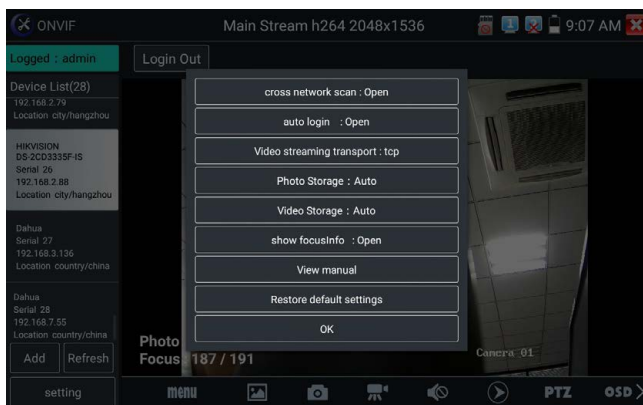 ONVIF
Main Stream h264 2048x1536
9:07 AM
Logged : admin
Login Out
Device List(28)
192.168.2.79
Location city/hangzhou
HIKVISION
DS-2CD3335F-IS
Serial 26
192.168.2.88
Location city/hangzhou
Dahua
Serial 27
192.168.3.136
Location country/china
Dahua
Serial 28
192.168.7.55
Location country/china
Add
Refresh
setting
cross network scan : Open
auto login : Open
Video streaming transport : tcp
Photo Storage : Auto
Video Storage : Auto
show focusInfo : Open
View manual
Restore default settings
OK
Photo
Focus 187 / 191
Camera 01
menu
PTZ
OSD